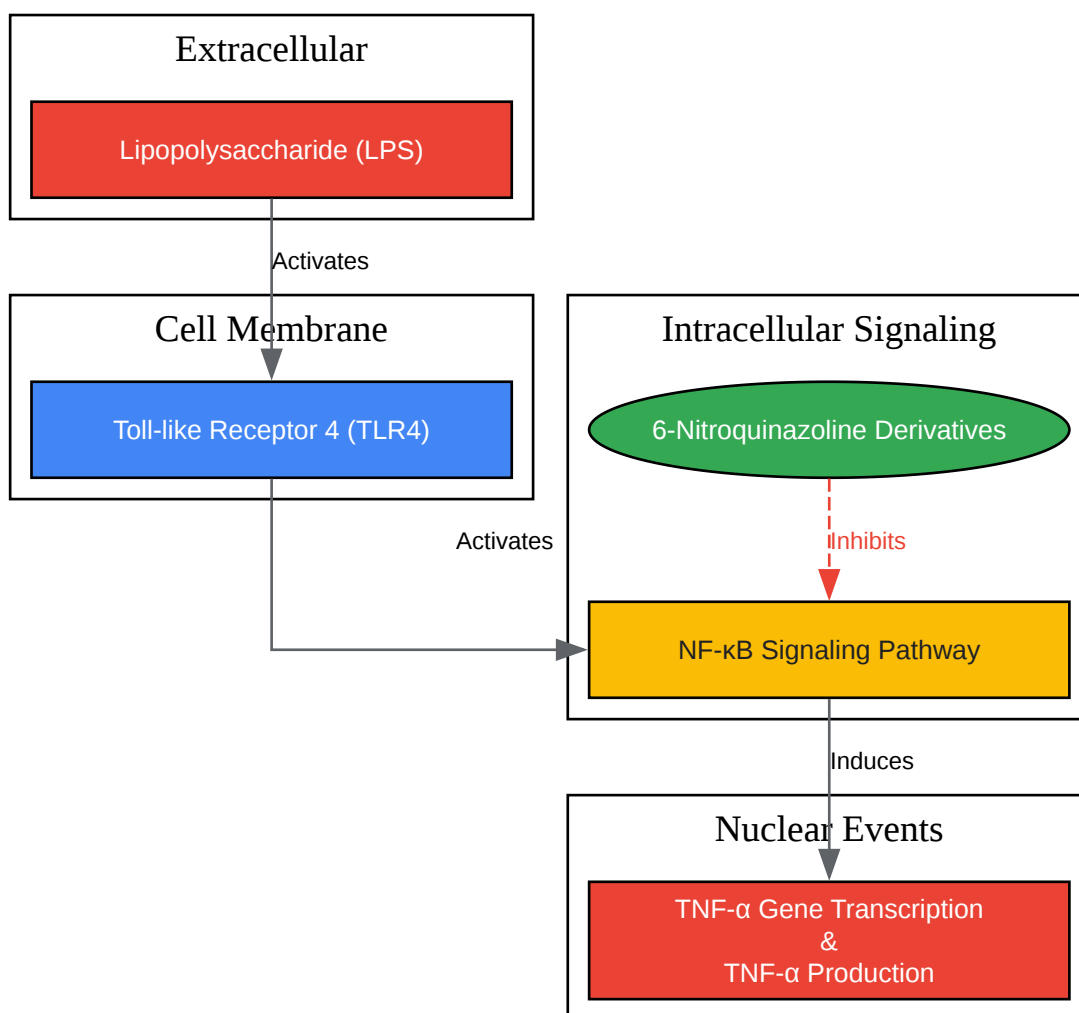 Extracellular
Lipopolysaccharide (LPS)
Activates
Cell Membrane
Toll-like Receptor 4 (TLR4)
Activates
Intracellular Signaling
6-Nitroquinazoline Derivatives
Inhibits
NF-κB Signaling Pathway
Induces
Nuclear Events
TNF-α Gene Transcription
&
TNF-α Production